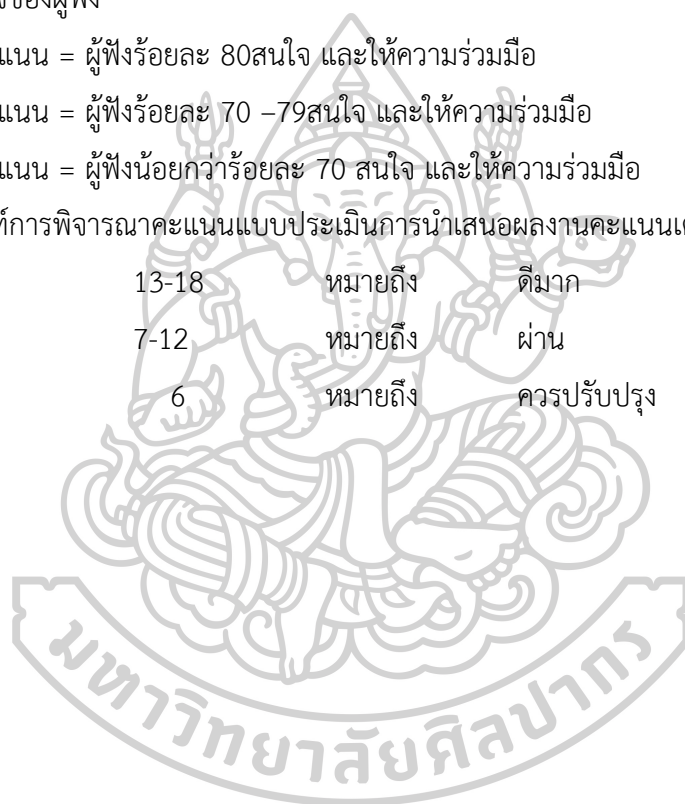 ของผู้ฟัง
แนน = ผู้ฟังร้อยละ 80สนใจ และให้ความร่วมมือ
แนน = ผู้ฟังร้อยละ 70 –79สนใจ และให้ความร่วมมือ
แนน = ผู้ฟังน้อยกว่าร้อยละ 70 สนใจ และให้ความร่วมมือ
ฑ์การพิจารณาคะแนนแบบประเมินการนำเสนอผลงานคะแนนเ
13-18 หมายถึง ดีมาก
7-12 หมายถึง ผ่าน
6 หมายถึง ควรปรับปรุง
มหาวิทยาลัยศิลปากร